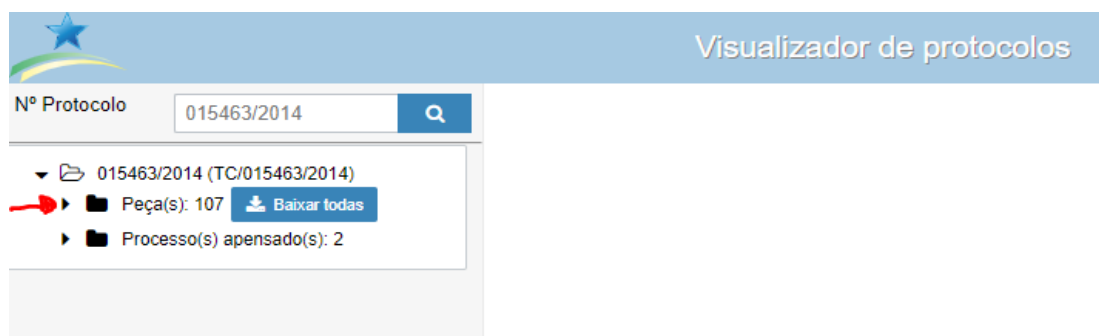 Visualizador de protocolos
Nº Protocolo
015463/2014
015463/2014 (TC/015463/2014)
Peça(s): 107 Baixar todas
Processo(s) apensado(s): 2